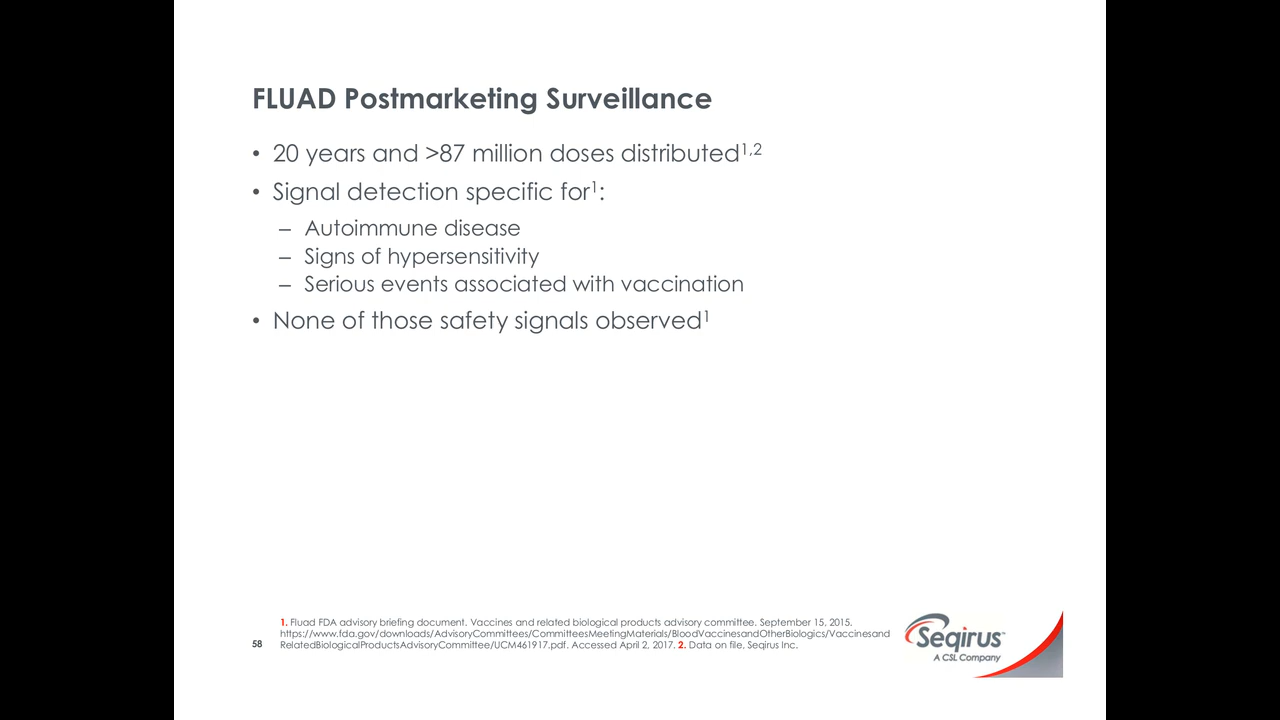 FLUAD Postmarketing Surveillance
• 20 years and >87 million doses distributed1,2
• Signal detection specific for1:
– Autoimmune disease
– Signs of hypersensitivity
– Serious events associated with vaccination
• None of those safety signals observed1
1. Fluad FDA advisory briefing document. Vaccines and related biological products advisory committee. September 15, 2015.
https://www.fda.gov/downloads/AdvisoryCommittees/CommitteesMeetingMaterials/BloodVaccinesandOtherBiologics/Vaccinesand
RelatedBiologicalProductsAdvisoryCommittee/UCM461917.pdf. Accessed April 2, 2017. 2. Data on file, Seqirus Inc.
58
Seqirus™
A CSL Company